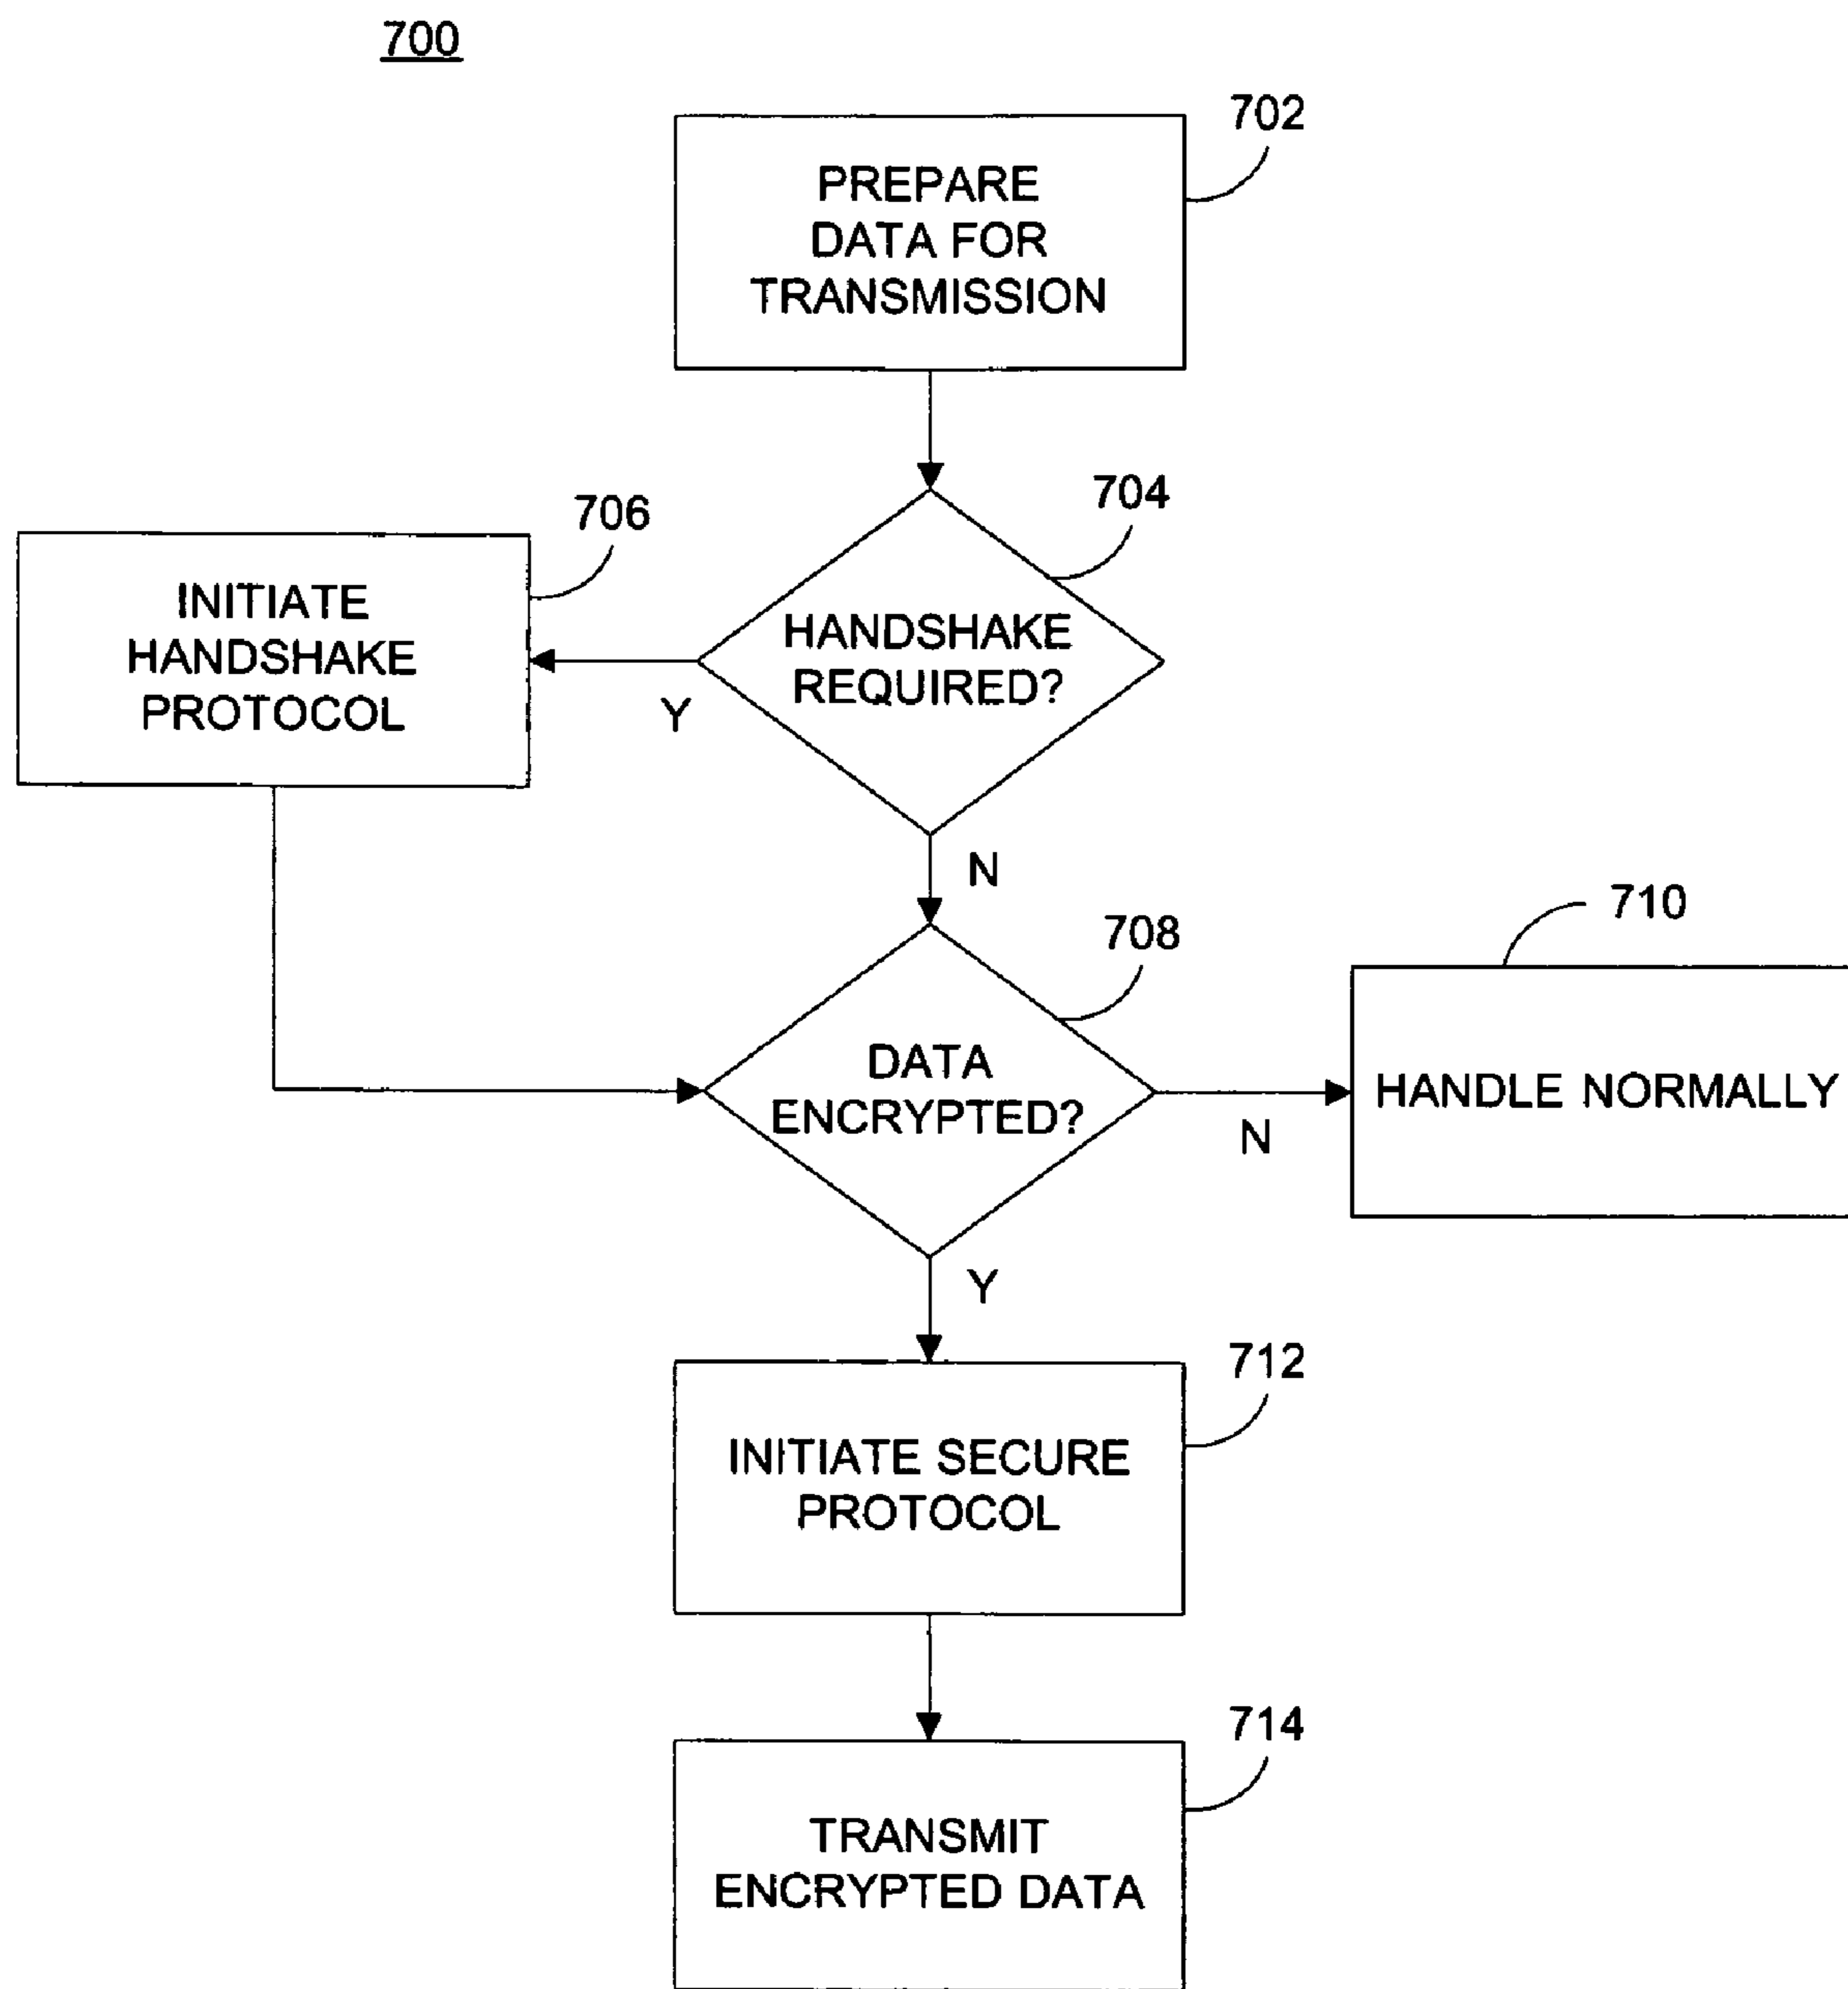 700
702
PREPARE
DATA FOR
TRANSMISSION
704
706
INITIATE
HANDSHAKE
PROTOCOL
HANDSHAKE
REQUIRED?
Y
N
708
710
DATA
ENCRYPTED?
HANDLE NORMALLY
N
Y
712
INITIATE SECURE
PROTOCOL
714
TRANSMIT
ENCRYPTED DATA